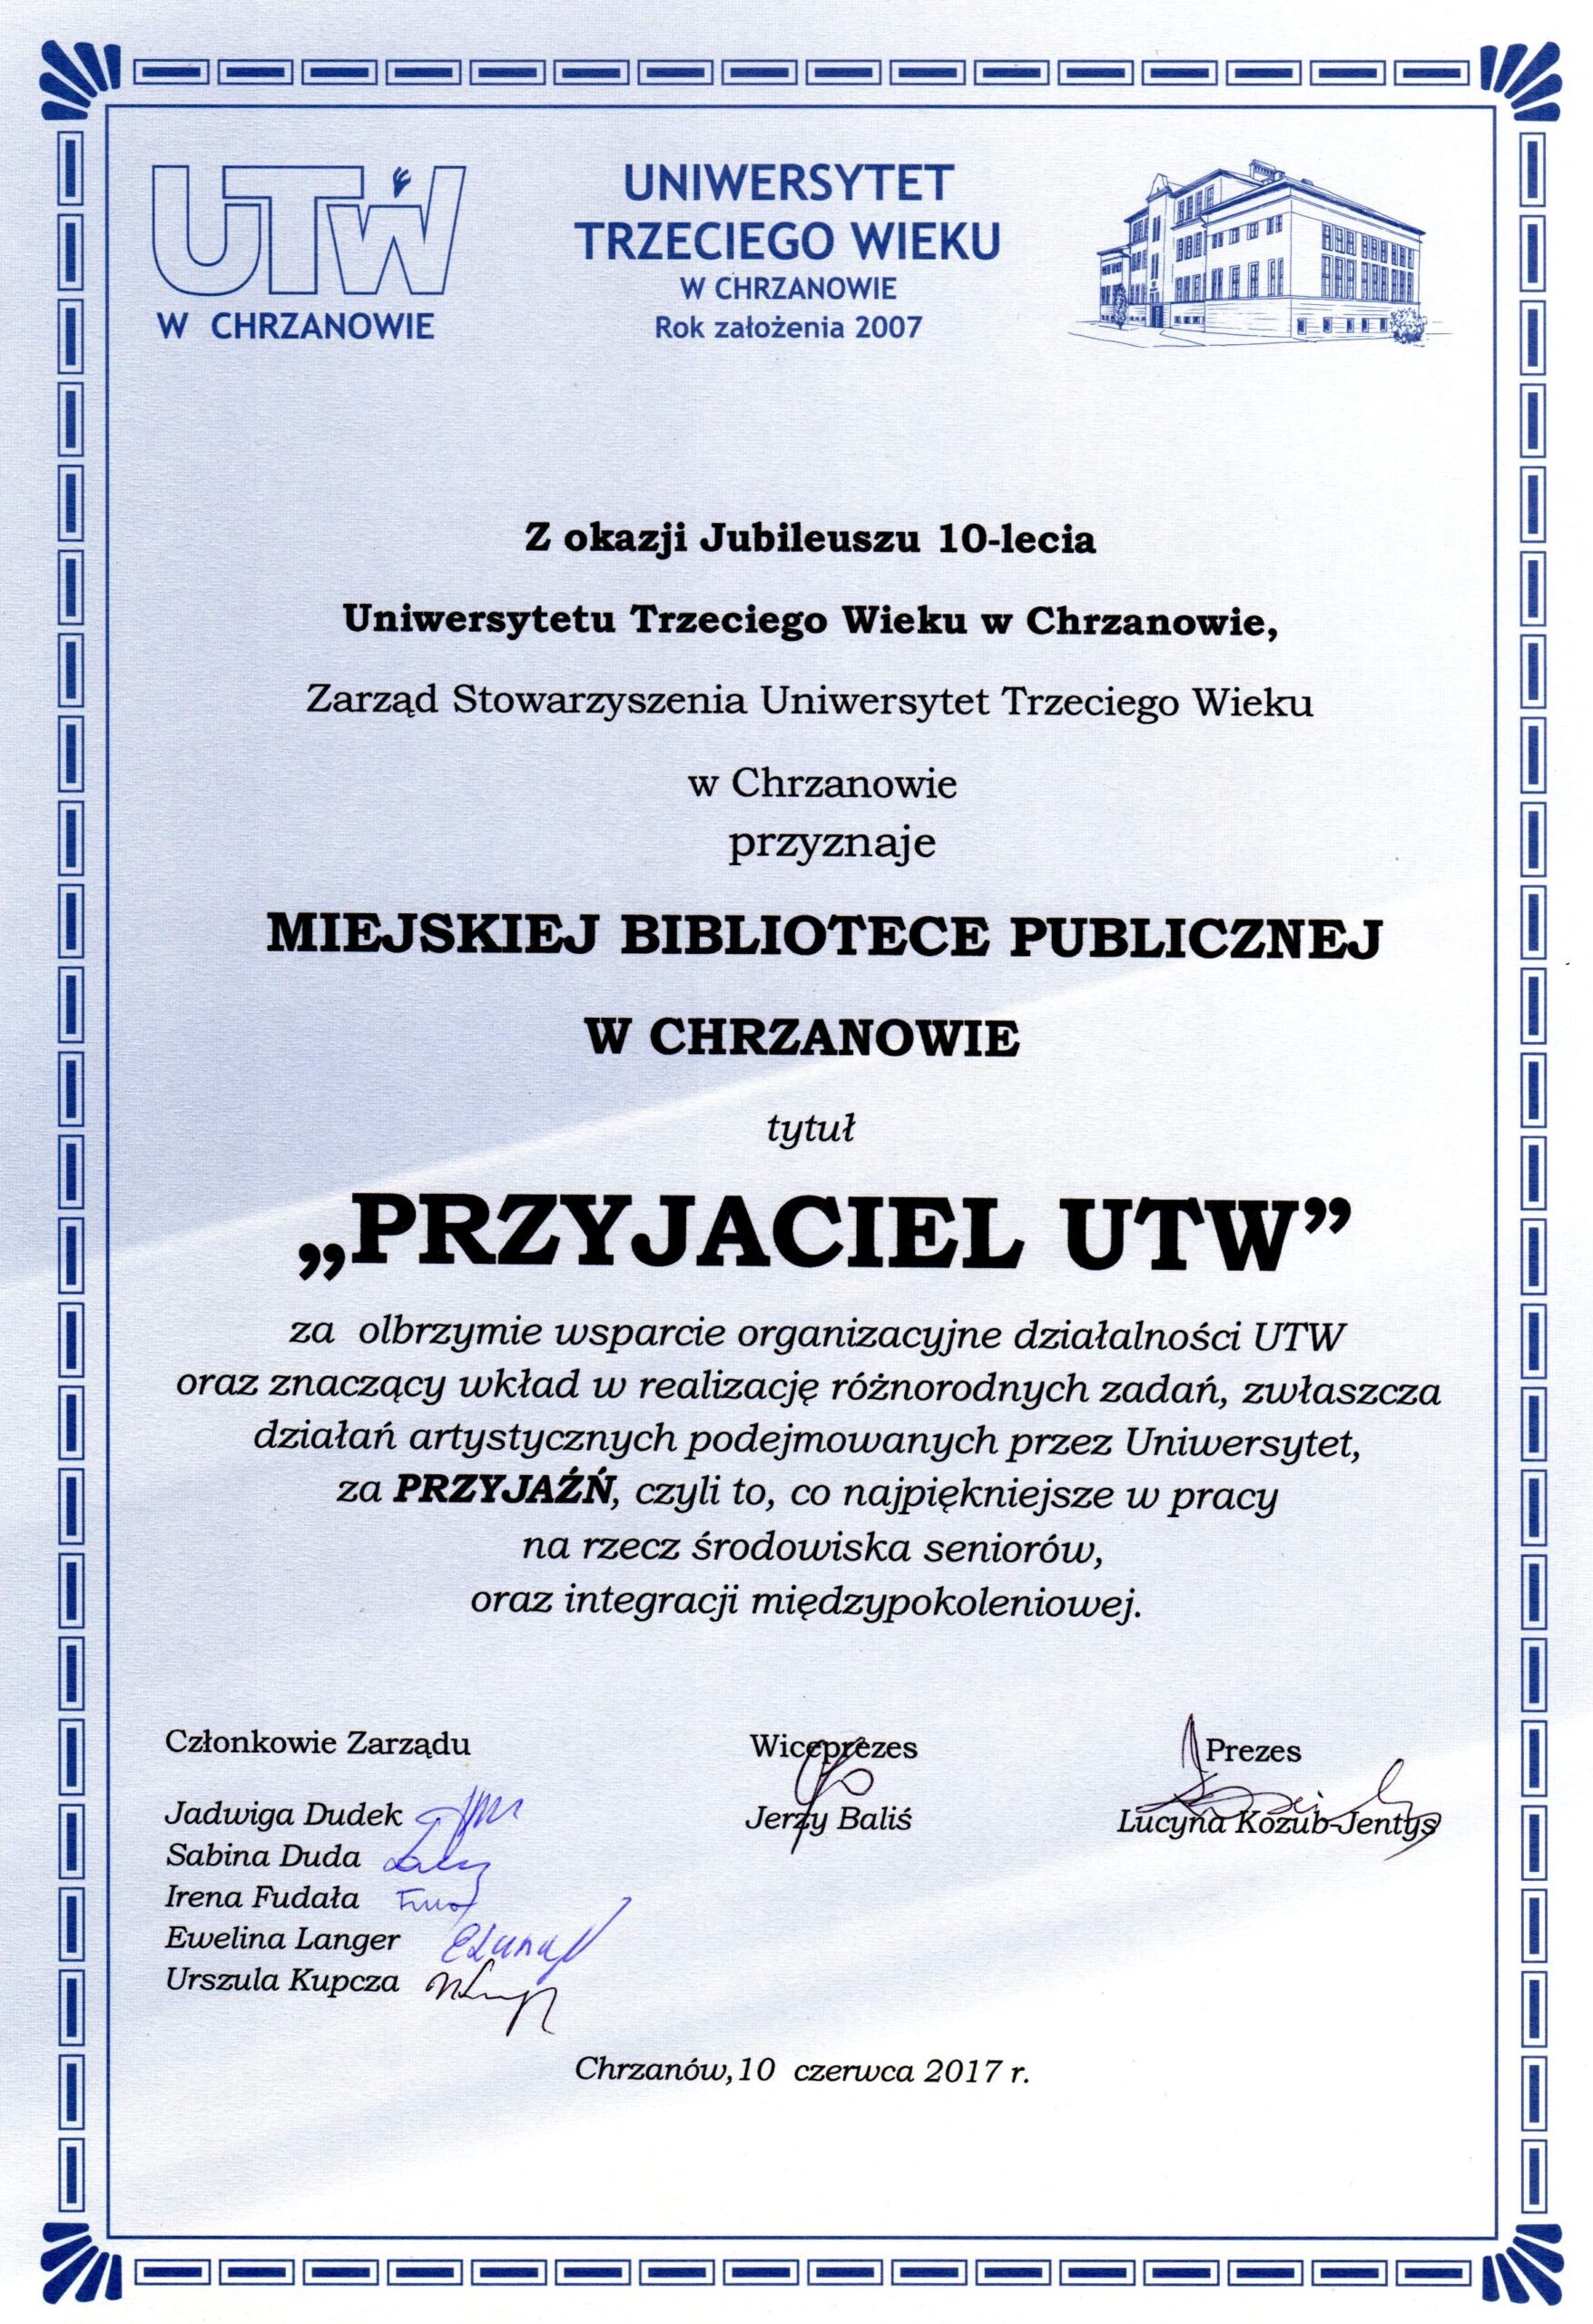 UTW
W CHRZANOWIE
UNIWERSYTET
TRZECIEGO WIEKU
W CHRZANOWIE
Rok założenia 2007
Z okazji Jubileuszu 10-lecia
Uniwersytetu Trzeciego Wieku w Chrzanowie,
Zarząd Stowarzyszenia Uniwersytet Trzeciego Wieku
w Chrzanowie
przyznaje
MIEJSKIEJ BIBLIOTECE PUBLICZNEJ
W CHRZANOWIE
tytuł
„PRZYJACIEL UTW”
za olbrzymie wsparcie organizacyjne działalności UTW
oraz znaczący wkład w realizację różnorodnych zadań, zwłaszcza
działań artystycznych podejmowanych przez Uniwersytet,
za PRZYJAŹŃ, czyli to, co najpiękniejsze w pracy
na rzecz środowiska seniorów,
oraz integracji międzypokoleniowej.
Członkowie Zarządu
Jadwiga Dudek
Sabina Duda
Irena Fudała
Ewelina Langer
Urszula Kupcza
Wiceprezes
Jerzy Baliś
Prezes
Lucyna Kozub-Jentys
Chrzanów,10 czerwca 2017 r.